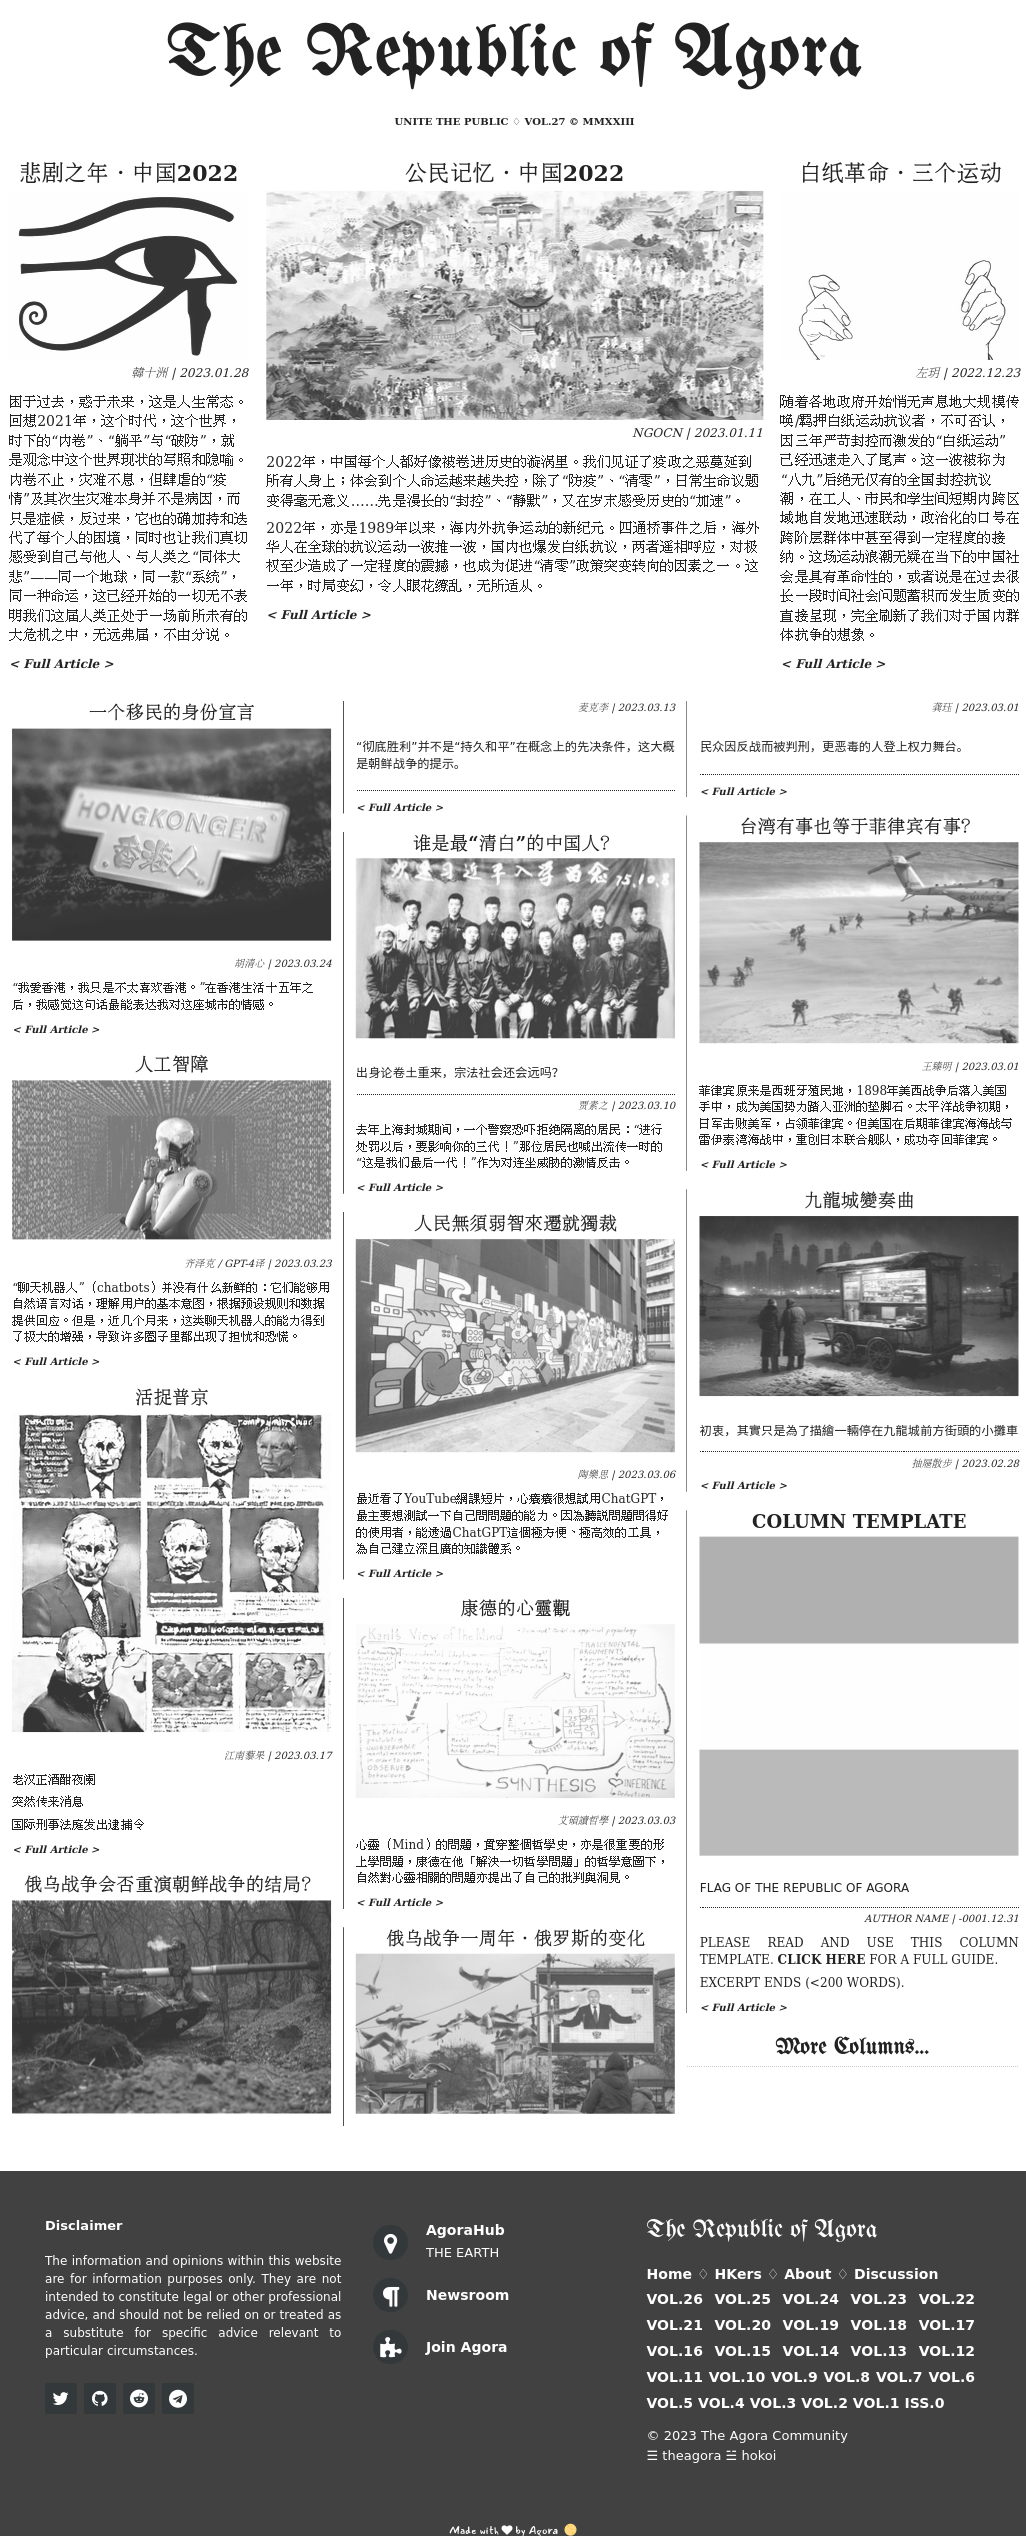 The Republic of Agora
UNITE THE PUBLIC ♢ VOL.27 © MMXXIII
悲剧之年・中国2022
韓十洲 | 2023.01.28
困于过去，惑于未来，这是人生常态。
回想2021年，这个时代，这个世界，
时下的“内卷”、“躺平”与“破防”，就
是观念中这个世界现状的写照和隐喻。
内卷不止，灾难不息，但肆虐的“疫
情”及其次生灾难本身并不是病因，而
只是症候，反过来，它也的确加持和迭
代了每个人的困境，同时也让我们真切
感受到自己与他人、与人类之“同体大
悲”——同一个地球，同一款“系统”，
同一种命运，这已经开始的一切无不表
明我们这届人类正处于一场前所未有的
大危机之中，无远弗届，不由分说。
< Full Article >
公民记忆・中国2022
NGOCN | 2023.01.11
2022年，中国每个人都好像被卷进历史的漩涡里。我们见证了疫政之恶蔓延到
所有人身上；体会到个人命运越来越失控，除了“防疫”、“清零”，日常生命议题
变得毫无意义……先是漫长的“封控”、“静默”，又在岁末感受历史的“加速”。
2022年，亦是1989年以来，海内外抗争运动的新纪元。四通桥事件之后，海外
华人在全球的抗议运动一波推一波，国内也爆发白纸抗议，两者遥相呼应，对极
权至少造成了一定程度的震撼，也成为促进“清零”政策突变转向的因素之一。这
一年，时局变幻，令人眼花缭乱，无所适从。
< Full Article >
白纸革命・三个运动
左玥 | 2022.12.23
随着各地政府开始悄无声息地大规模传
唤/羁押白纸运动抗议者，不可否认，
因三年严苛封控而激发的“白纸运动”
已经迅速走入了尾声。这一波被称为
“八九”后绝无仅有的全国封控抗议
潮，在工人、市民和学生间短期内跨区
域地自发地迅速联动，政治化的口号在
跨阶层群体中甚至得到一定程度的接
纳。这场运动浪潮无疑在当下的中国社
会是具有革命性的，或者说是在过去很
长一段时间社会问题蓄积而发生质变的
直接呈现，完全刷新了我们对于国内群
体抗争的想象。
< Full Article >
一个移民的身份宣言
HONGKONGER
香港人
胡清心 | 2023.03.24
“我爱香港，我只是不太喜欢香港。”在香港生活十五年之
后，我感觉这句话最能表达我对这座城市的情感。
< Full Article >
人工智障
齐泽克 / GPT-4译 | 2023.03.23
“聊天机器人”（chatbots）并没有什么新鲜的：它们能够用
自然语言对话，理解用户的基本意图，根据预设规则和数据
提供回应。但是，近几个月来，这类聊天机器人的能力得到
了极大的增强，导致许多圈子里都出现了担忧和恐慌。
< Full Article >
活捉普京
江南藜果 | 2023.03.17
老汉正酒酣夜阑
突然传来消息
国际刑事法庭发出逮捕令
< Full Article >
俄乌战争会否重演朝鲜战争的结局？
麦克李 | 2023.03.13
“彻底胜利”并不是“持久和平”在概念上的先决条件，这大概
是朝鲜战争的提示。
< Full Article >
谁是最“清白”的中国人？
欢送近平入学留念 75.10.8
出身论卷土重来，宗法社会还会远吗？
贾素之 | 2023.03.10
去年上海封城期间，一个警察恐吓拒绝隔离的居民：“进行
处罚以后，要影响你的三代！”那位居民也喊出流传一时的
“这是我们最后一代！”作为对连坐威胁的激情反击。
< Full Article >
人民無須弱智來遷就獨裁
陶樂思 | 2023.03.06
最近看了YouTube網課短片，心癢癢很想試用ChatGPT，
最主要想測試一下自己問問題的能力。因為聽說問題問得好
的使用者，能透過ChatGPT這個極方便、極高效的工具，
為自己建立深且廣的知識體系。
< Full Article >
康德的心靈觀
Kant's View of the Mind
TRANSCENDENTAL
ARGUMENTS
SYNTHESIS
INFERENCE
艾碩讀哲學 | 2023.03.03
心靈（Mind）的問題，貫穿整個哲學史，亦是很重要的形
上學問題，康德在他「解決一切哲學問題」的哲學意圖下，
自然對心靈相關的問題亦提出了自己的批判與洞見。
< Full Article >
俄乌战争一周年・俄罗斯的变化
龚珏 | 2023.03.01
民众因反战而被判刑，更恶毒的人登上权力舞台。
< Full Article >
台湾有事也等于菲律宾有事？
MARINES
王臻明 | 2023.03.01
菲律宾原来是西班牙殖民地，1898年美西战争后落入美国
手中，成为美国势力踏入亚洲的垫脚石。太平洋战争初期，
日军击败美军，占领菲律宾。但美国在后期菲律宾海海战与
雷伊泰湾海战中，重创日本联合舰队，成功夺回菲律宾。
< Full Article >
九龍城變奏曲
初衷，其實只是為了描繪一輛停在九龍城前方街頭的小攤車
抽屜散步 | 2023.02.28
< Full Article >
COLUMN TEMPLATE
FLAG OF THE REPUBLIC OF AGORA
AUTHOR NAME | -0001.12.31
PLEASE READ AND USE THIS COLUMN
TEMPLATE. CLICK HERE FOR A FULL GUIDE.
EXCERPT ENDS (<200 WORDS).
< Full Article >
More Columns...
Disclaimer
The information and opinions within this website
are for information purposes only. They are not
intended to constitute legal or other professional
advice, and should not be relied on or treated as
a substitute for specific advice relevant to
particular circumstances.
AgoraHub
THE EARTH
Newsroom
Join Agora
The Republic of Agora
Home ♢ HKers ♢ About ♢ Discussion
VOL.26 VOL.25 VOL.24 VOL.23 VOL.22
VOL.21 VOL.20 VOL.19 VOL.18 VOL.17
VOL.16 VOL.15 VOL.14 VOL.13 VOL.12
VOL.11 VOL.10 VOL.9 VOL.8 VOL.7 VOL.6
VOL.5 VOL.4 VOL.3 VOL.2 VOL.1 ISS.0
© 2023 The Agora Community
☰ theagora ☱ hokoi
Made with ❤ by Agora